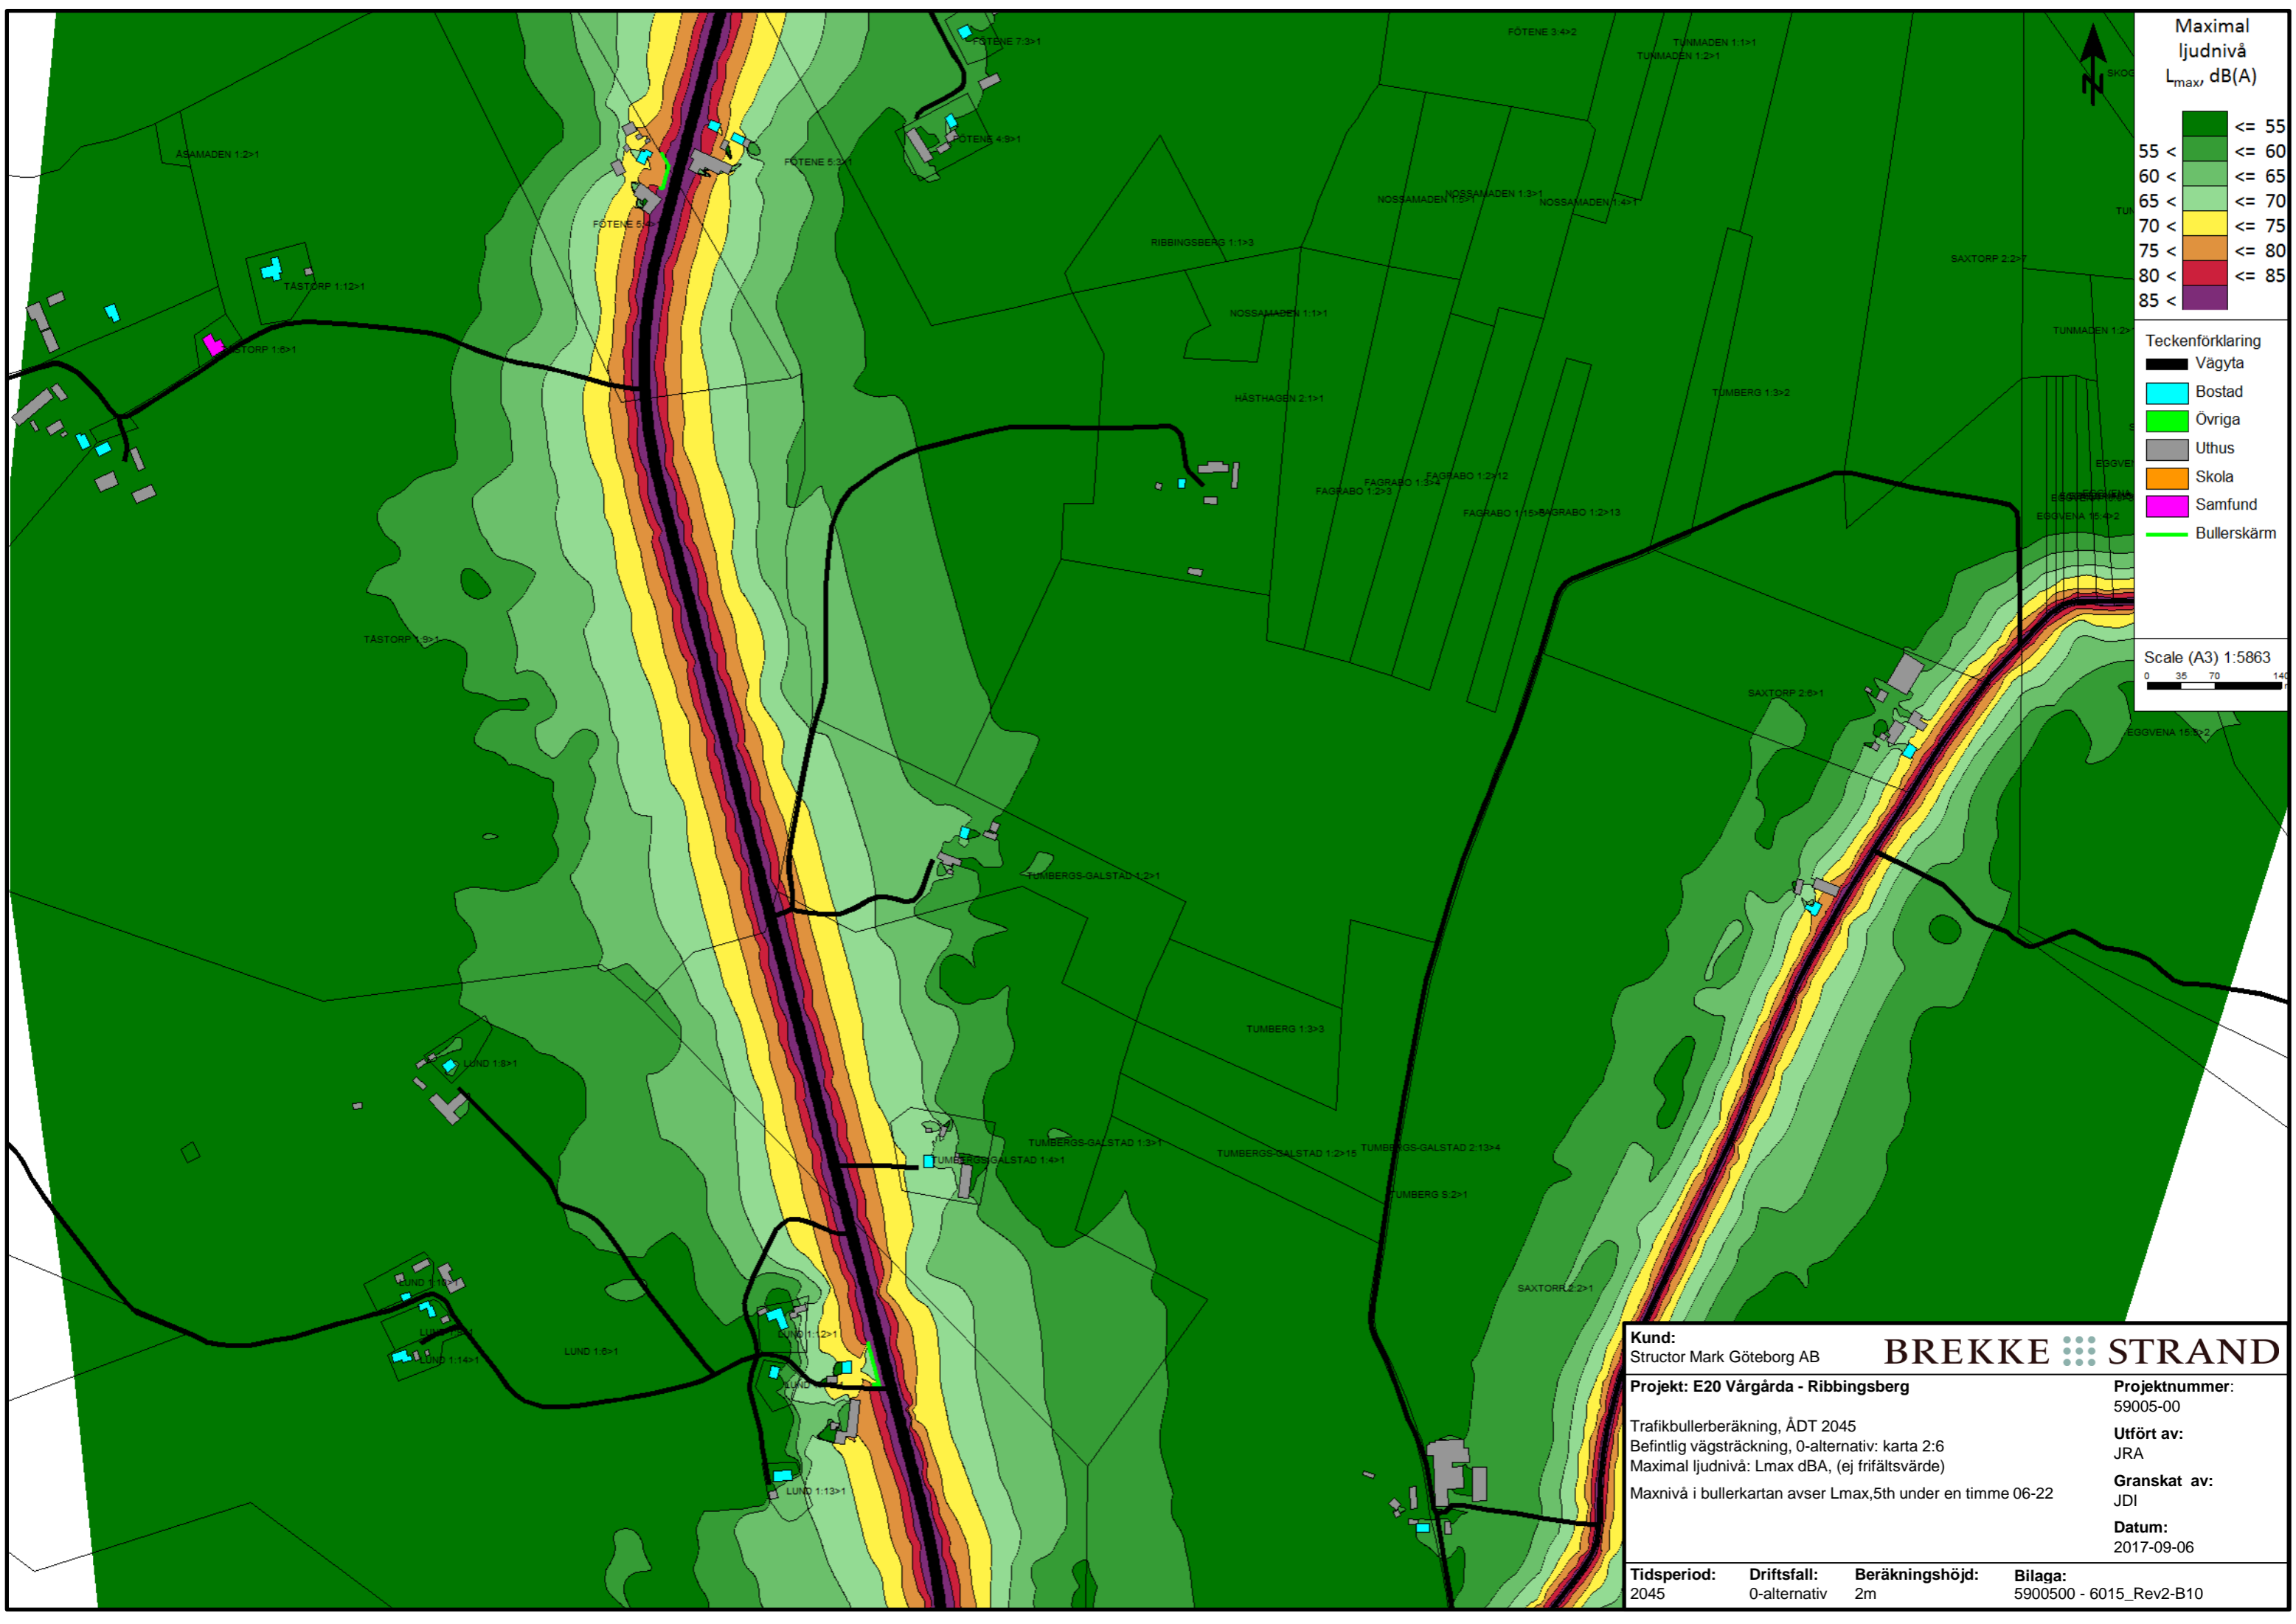 FÖTENE 7:3>1
FÖTENE 3:4>2
TUNMADEN 1:1>1
TUNMADEN 1:2>1
ÅSAMADEN 1:2>1
FÖTENE 5:3>1
FÖTENE 4:9>1
NOSSAMADEN 1:3>1
NOSSAMADEN 1:4>1
FÖTENE 5:4>
RIBBINGSBERG 1:1>3
SAXTORP 2:2>7
TÅSTORP 1:12>1
NOSSAMADEN 1:1>1
TUNMADEN 1:2>
STORP 1:6>1
HÄSTHAGEN 2:1>1
TUMBERG 1:3>2
FAGRABO 1:2>3
FAGRABO 1:3>4
FAGRABO 1:2>12
FAGRABO 1:2>13
EGGVENA 15:4>2
TÅSTORP 1:9>1
SAXTORP 2:6>1
EGGVENA 15:5>2
TUMBERGS-GALSTAD 1:2>1
TUMBERG 1:3>3
LUND 1:8>1
TUMBERGS-GALSTAD 1:3>1
TUMBERGS-GALSTAD 1:4>1
TUMBERGS-GALSTAD 1:2>15
TUMBERGS-GALSTAD 2:13>4
TUMBERG S:2>1
LUND 1:10>1
SAXTORP 2:2>1
LUND 1:12>1
LUND 1:14>1
LUND 1:6>1
LUND 1:13>1
Maximal
ljudnivå
Lmax, dB(A)
<= 55
55 < <= 60
60 < <= 65
65 < <= 70
70 < <= 75
75 < <= 80
80 < <= 85
85 <
N
Teckenförklaring
Vägyta
Bostad
Övriga
Uthus
Skola
Samfund
Bullerskärm
Scale (A3) 1:5863
0 35 70 140
Kund:
Structor Mark Göteborg AB
BREKKE STRAND
Projekt: E20 Vårgårda - Ribbingsberg
Trafikbullerberäkning, ÅDT 2045
Befintlig vägsträckning, 0-alternativ: karta 2:6
Maximal ljudnivå: Lmax dBA, (ej frifältsvärde)
Maxnivå i bullerkartan avser Lmax,5th under en timme 06-22
Projektnummer:
59005-00
Utfört av:
JRA
Granskat av:
JDI
Datum:
2017-09-06
Tidsperiod: Driftsfall: Beräkningshöjd: Bilaga:
2045 0-alternativ 2m 5900500 - 6015_Rev2-B10